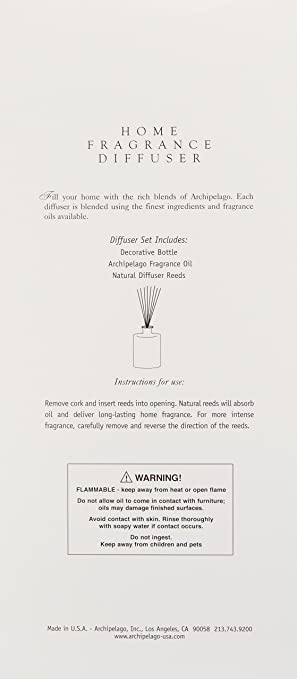 HOME
FRAGRANCE
DIFFUSER
Fill your home with the rich blends of Archipelago. Each
diffuser is blended using the finest ingredients and fragrance
oils available.
Diffuser Set Includes:
Decorative Bottle
Archipelago Fragrance Oil
Natural Diffuser Reeds
Instructions for use:
Remove cork and insert reeds into opening. Natural reeds will absorb
oil and deliver long-lasting home fragrance. For more intense
fragrance, carefully remove and reverse the direction of the reeds.
WARNING!
FLAMMABLE - keep away from heat or open flame
Do not allow oil to come in contact with furniture;
oils may damage finished surfaces.
Avoid contact with skin. Rinse thoroughly
with soapy water if contact occurs.
Do not ingest.
Keep away from children and pets
Made in U.S.A. - Archipelago, Inc., Los Angeles, CA 90058 213.743.9200
www.archipelago-usa.com